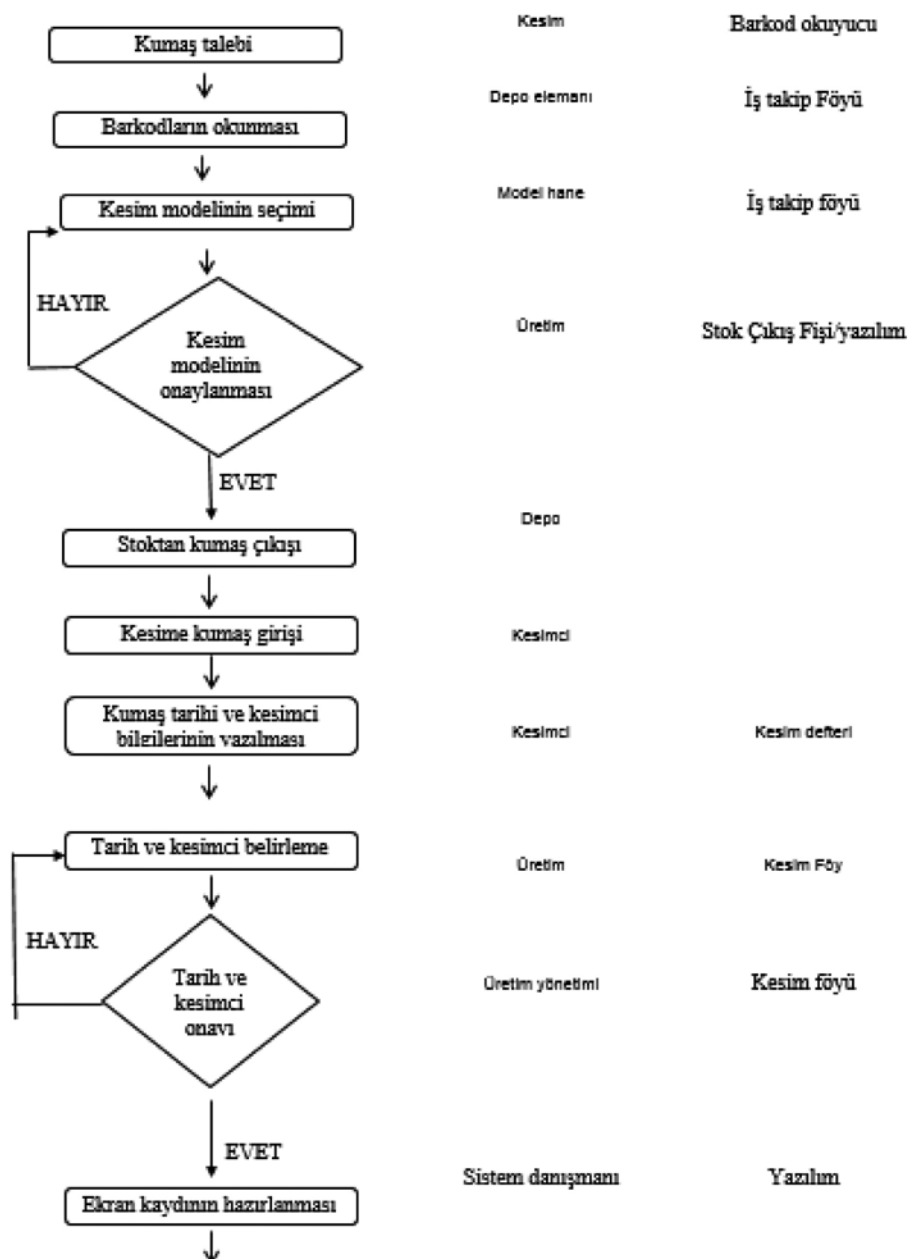 Kesim Barkod okuyucu
Kumaş talebi
Depo elemanı İş takip Föyü
Barkodların okunması
Model hane İş takip föyü
Kesim modelinin seçimi
HAYIR
Kesim
modelinin
onaylanması
Üretim Stok Çıkış Fişi/yazılım
EVET
Depo
Stoktan kumaş çıkışı
Kesime kumaş girişi Kesimci
Kumaş tarihi ve kesimci
bilgilerinin yazılması
Kesimci Kesim defteri
Tarih ve kesimci belirleme
Üretim Kesim Föy
HAYIR
Tarih ve
kesimci
onayı
Üretim yönetimi Kesim föyü
EVET
Sistem danışmanı Yazılım
Ekran kaydının hazırlanması